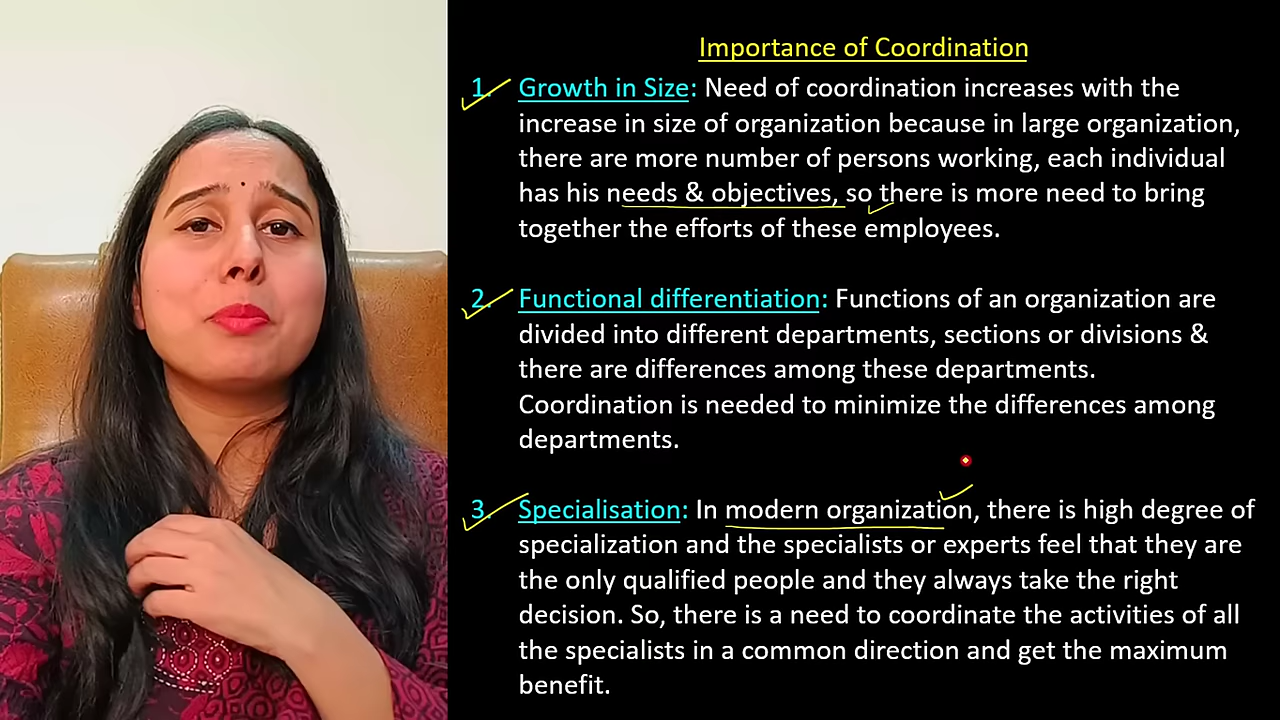 Importance of Coordination
1. Growth in Size: Need of coordination increases with the
increase in size of organization because in large organization,
there are more number of persons working, each individual
has his needs & objectives, so there is more need to bring
together the efforts of these employees.
2. Functional differentiation: Functions of an organization are
divided into different departments, sections or divisions &
there are differences among these departments.
Coordination is needed to minimize the differences among
departments.
3. Specialisation: In modern organization, there is high degree of
specialization and the specialists or experts feel that they are
the only qualified people and they always take the right
decision. So, there is a need to coordinate the activities of all
the specialists in a common direction and get the maximum
benefit.